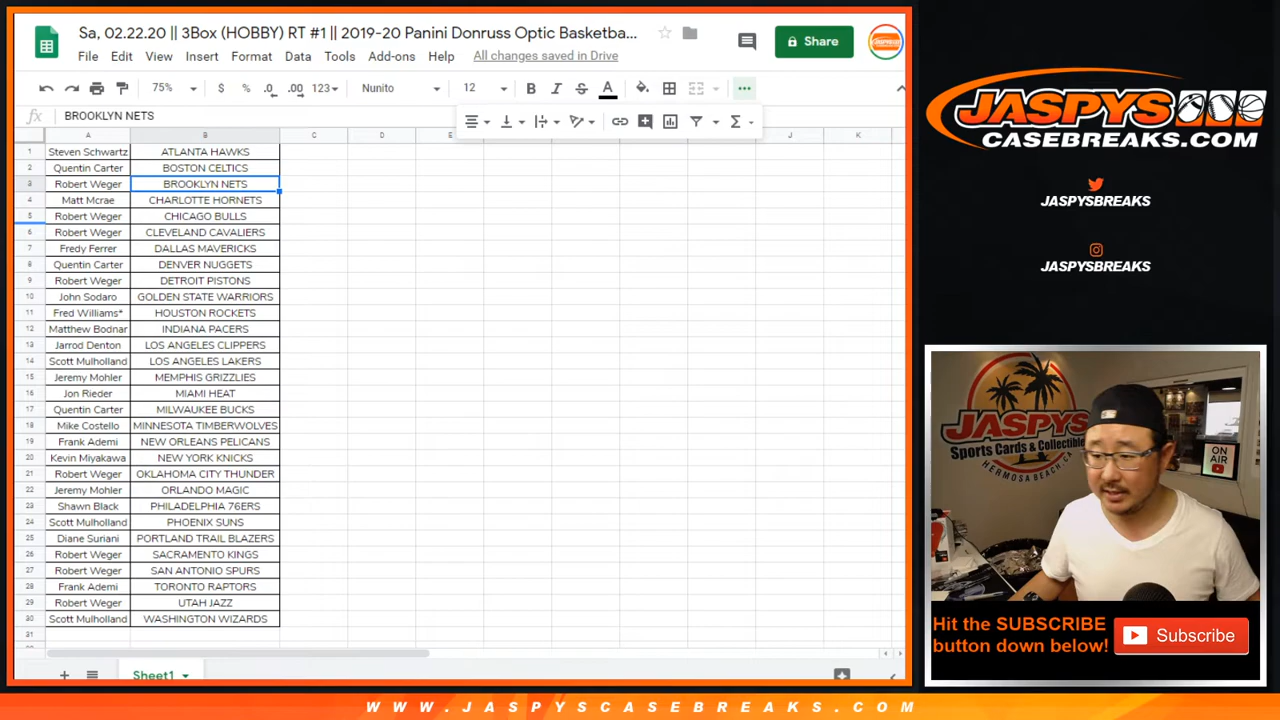 Sa, 02.22.20 || 3Box (HOBBY) RT #1 || 2019-20 Panini Donruss Optic Basketba...
Share
File Edit View Insert Format Data Tools Add-ons Help All changes saved in Drive
75% $ % .0 .00 123 Nunito 12 B I S A
fx BROOKLYN NETS
A B C D E J K
1 Steven Schwartz ATLANTA HAWKS
2 Quentin Carter BOSTON CELTICS
3 Robert Weger BROOKLYN NETS
4 Matt Mcrae CHARLOTTE HORNETS
5 Robert Weger CHICAGO BULLS
6 Robert Weger CLEVELAND CAVALIERS
7 Fredy Ferrer DALLAS MAVERICKS
8 Quentin Carter DENVER NUGGETS
9 Robert Weger DETROIT PISTONS
10 John Sodaro GOLDEN STATE WARRIORS
11 Fred Williams* HOUSTON ROCKETS
12 Matthew Bodnar INDIANA PACERS
13 Jarrod Denton LOS ANGELES CLIPPERS
14 Scott Mulholland LOS ANGELES LAKERS
15 Jeremy Mohler MEMPHIS GRIZZLIES
16 Jon Rieder MIAMI HEAT
17 Quentin Carter MILWAUKEE BUCKS
18 Mike Costello MINNESOTA TIMBERWOLVES
19 Frank Ademi NEW ORLEANS PELICANS
20 Kevin Miyakawa NEW YORK KNICKS
21 Robert Weger OKLAHOMA CITY THUNDER
22 Jeremy Mohler ORLANDO MAGIC
23 Shawn Black PHILADELPHIA 76ERS
24 Scott Mulholland PHOENIX SUNS
25 Diane Suriani PORTLAND TRAIL BLAZERS
26 Robert Weger SACRAMENTO KINGS
27 Robert Weger SAN ANTONIO SPURS
28 Frank Ademi TORONTO RAPTORS
29 Robert Weger UTAH JAZZ
30 Scott Mulholland WASHINGTON WIZARDS
31
Sheet1
JASPYS
CASEBREAKS.COM
JASPYSBREAKS
JASPYSBREAKS
JASPYS
Sports Cards & Collectible
HERMOSA BEACH, CA
ON
AIR
Hit the SUBSCRIBE
button down below!
Subscribe
WWW.JASPYSCASEBREAKS.COM